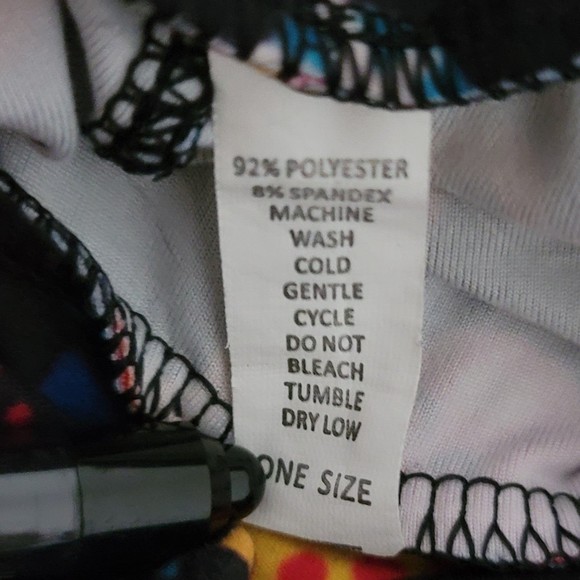 92% POLYESTER
8% SPANDEX
MACHINE
WASH
COLD
GENTLE
CYCLE
DO NOT
BLEACH
TUMBLE
DRY LOW
ONE SIZE